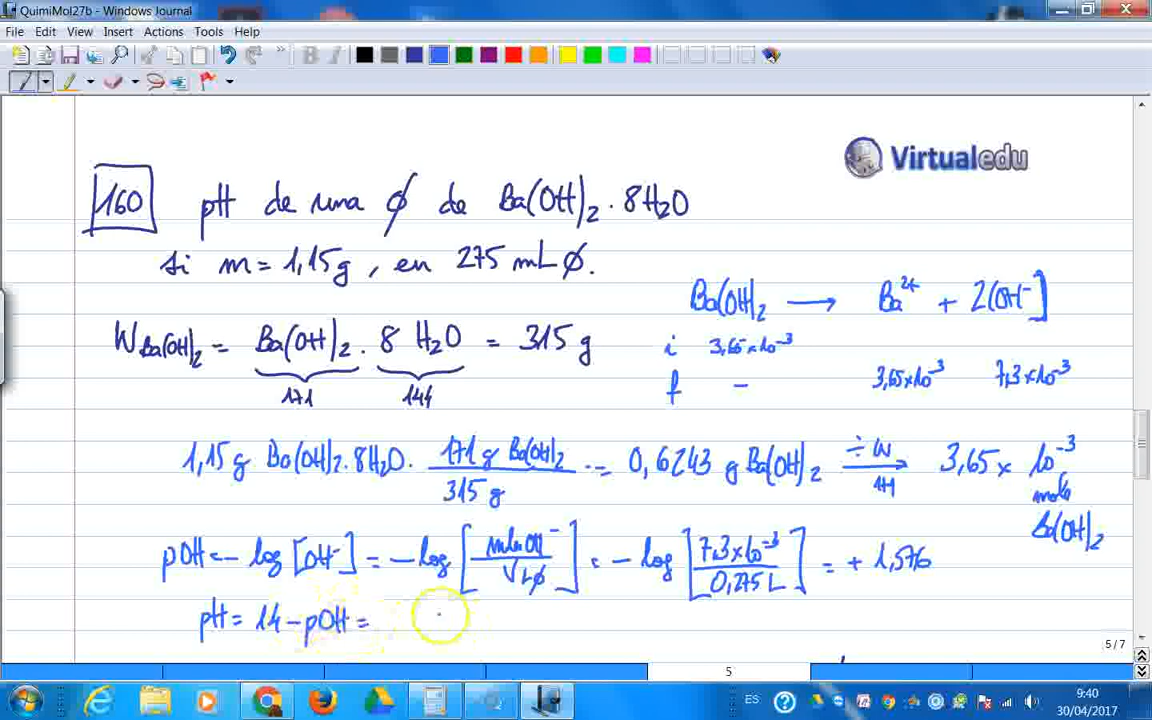 QuimiMol27b - Windows Journal
File Edit View Insert Actions Tools Help
Virtualedu
160 pH de una ϕ de Ba(OH)₂ · 8H₂O
si m = 1,15g , en 275 mL ϕ.
Ba(OH)₂ → Ba²⁺ + 2(OH⁻)
i 3,65×10⁻³
f – 3,65×10⁻³ 7,3×10⁻³
W Ba(OH)₂ = Ba(OH)₂ · 8 H₂O = 315 g
171 144
1,15 g Ba(OH)₂·8H₂O · 171 g Ba(OH)₂ / 315 g = 0,6243 g Ba(OH)₂ ÷W / 171 → 3,65 × 10⁻³
moles
Ba(OH)₂
pOH = – log [OH⁻] = – log [moles OH⁻ / V L ϕ] = – log [7,3×10⁻³ / 0,275 L] = + 1,576
pH = 14 – pOH =
5 / 7
5
ES
9:40
30/04/2017